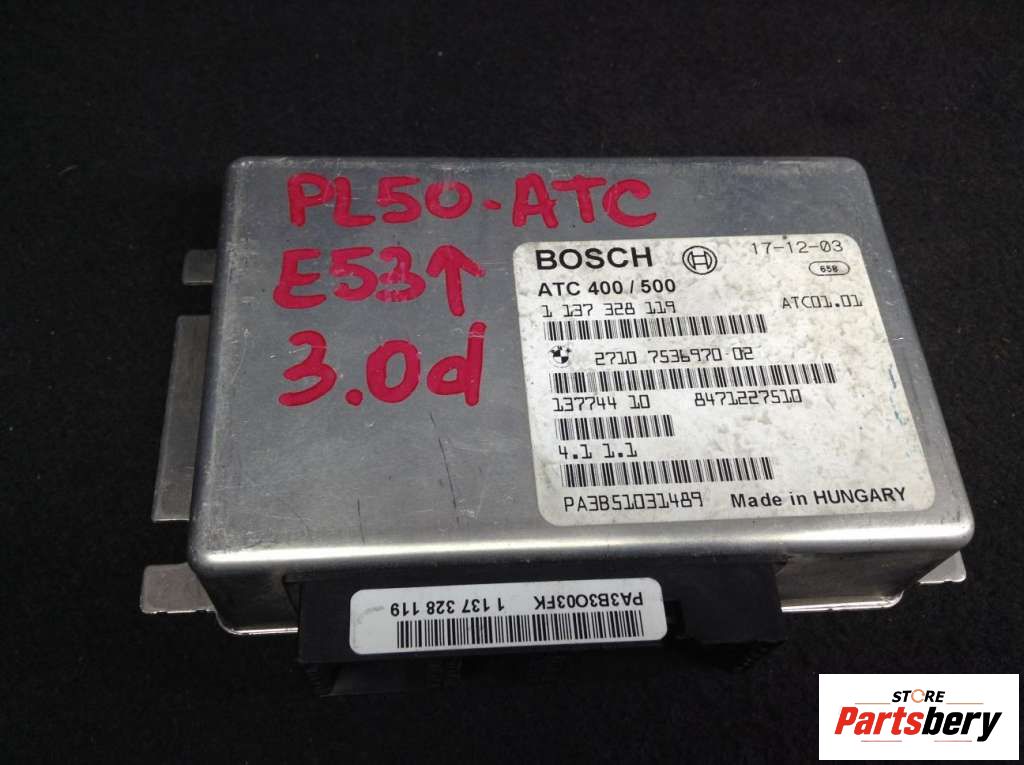 PL50-ATC
E53↑
3.0d
BOSCH 17-12-03
658
ATC 400 / 500
1 137 328 119 ATC01.01
2710 7536970 02
137744 10 8471227510
4.1 1.1
PA3BS1031489 Made in HUNGARY
PA3B3O03FK 1 137 328 119
STORE
Partsbery